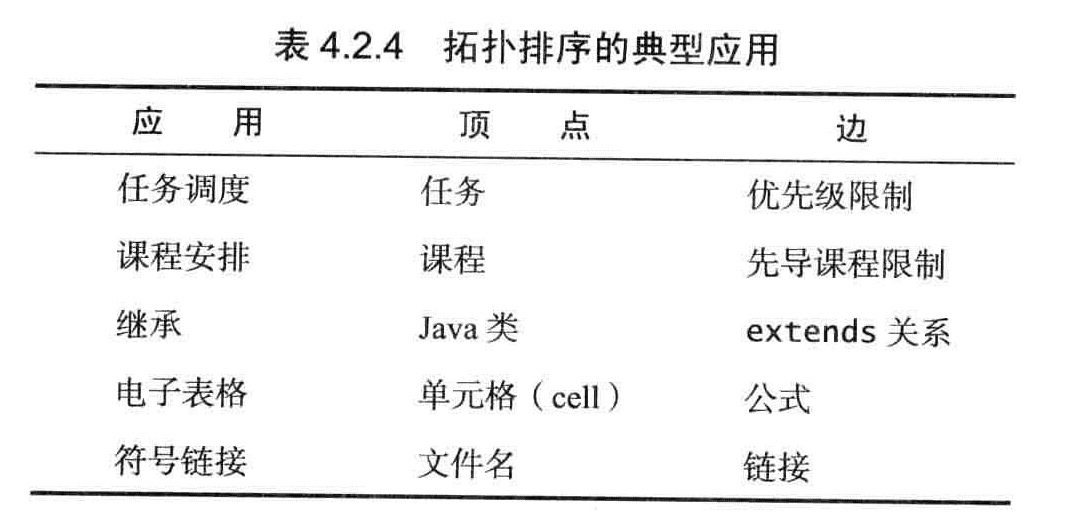 表 4.2.4 拓扑排序的典型应用
应 用 顶 点 边
任务调度 任务 优先级限制
课程安排 课程 先导课程限制
继承 Java 类 extends 关系
电子表格 单元格（cell） 公式
符号链接 文件名 链接